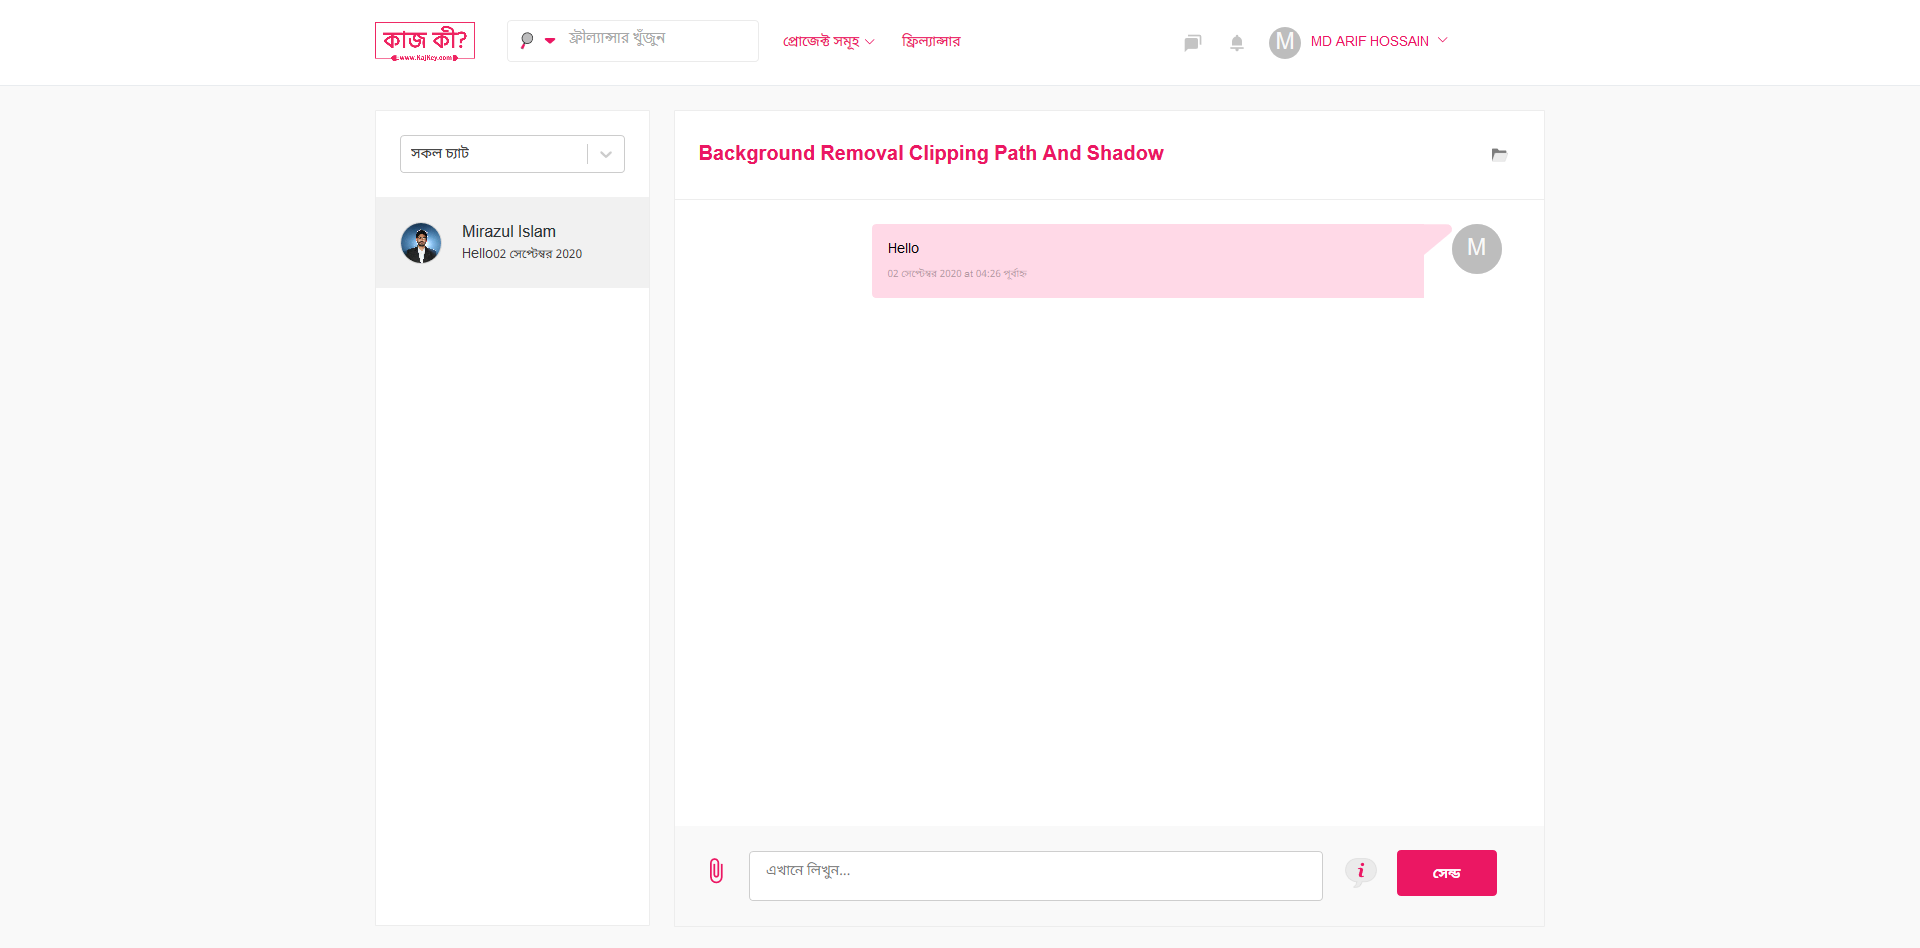 কাজ কী?
www.KajKey.com
ফ্রীল্যান্সার খুঁজুন
প্রোজেক্ট সমূহ
ফ্রিল্যান্সার
M
MD ARIF HOSSAIN
সকল চ্যাট
Mirazul Islam
Hello02 সেপ্টেম্বর 2020
Background Removal Clipping Path And Shadow
Hello
02 সেপ্টেম্বর 2020 at 04:26 পূর্বাহ্ন
M
এখানে লিখুন...
i
সেন্ড